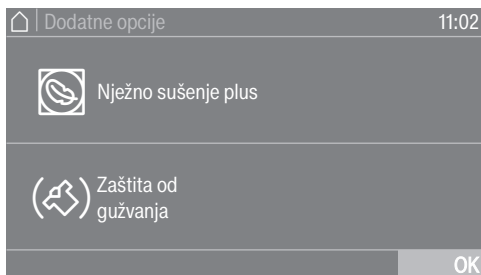 Dodatne opcije 11:02
Nježno sušenje plus
Zaštita od
gužvanja
OK